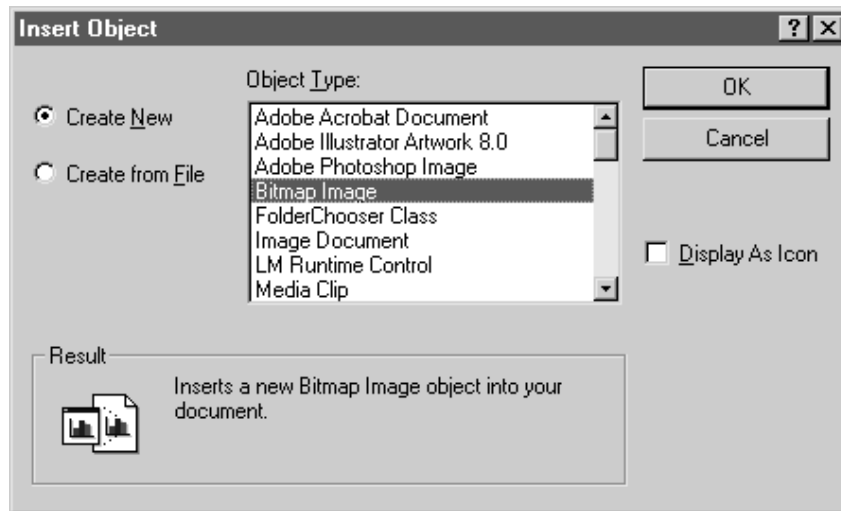 Insert Object
Object Type:
Create New
Create from File
Adobe Acrobat Document
Adobe Illustrator Artwork 8.0
Adobe Photoshop Image
Bitmap Image
FolderChooser Class
Image Document
LM Runtime Control
Media Clip
OK
Cancel
Display As Icon
Result
Inserts a new Bitmap Image object into your
document.